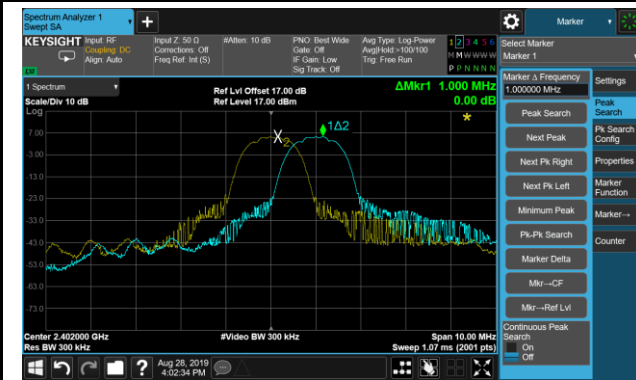 Spectrum Analyzer 1
Swept SA
+
Marker
KEYSIGHT
Input: RF
Coupling: DC
Align: Auto
Input Z: 50 Ω
Corrections: Off
Freq Ref: Int (S)
#Atten: 10 dB
PNO: Best Wide
Gate: Off
IF Gain: Low
Sig Track: Off
Avg Type: Log-Power
Avg|Hold:>100/100
Trig: Free Run
1 2 3 4 5 6
M M W W W W
P P N N N N
LV
Select Marker
Marker 1
1 Spectrum
Scale/Div 10 dB
Log
Ref Lvl Offset 17.00 dB
Ref Level 17.00 dBm
ΔMkr1 1.000 MHz
0.00 dB
*
1Δ2
X2
7.00
-3.00
-13.0
-23.0
-33.0
-43.0
-53.0
-63.0
-73.0
Center 2.402000 GHz
Res BW 300 kHz
#Video BW 300 kHz
Span 10.00 MHz
Sweep 1.07 ms (2001 pts)
Marker Δ Frequency
1.000000 MHz
Peak Search
Next Peak
Next Pk Right
Next Pk Left
Minimum Peak
Pk-Pk Search
Marker Delta
Mkr→CF
Mkr→Ref Lvl
Continuous Peak
Search
On
Off
Settings
Peak
Search
Pk Search
Config
Properties
Marker
Function
Marker→
Counter
?
Aug 28, 2019
4:02:34 PM